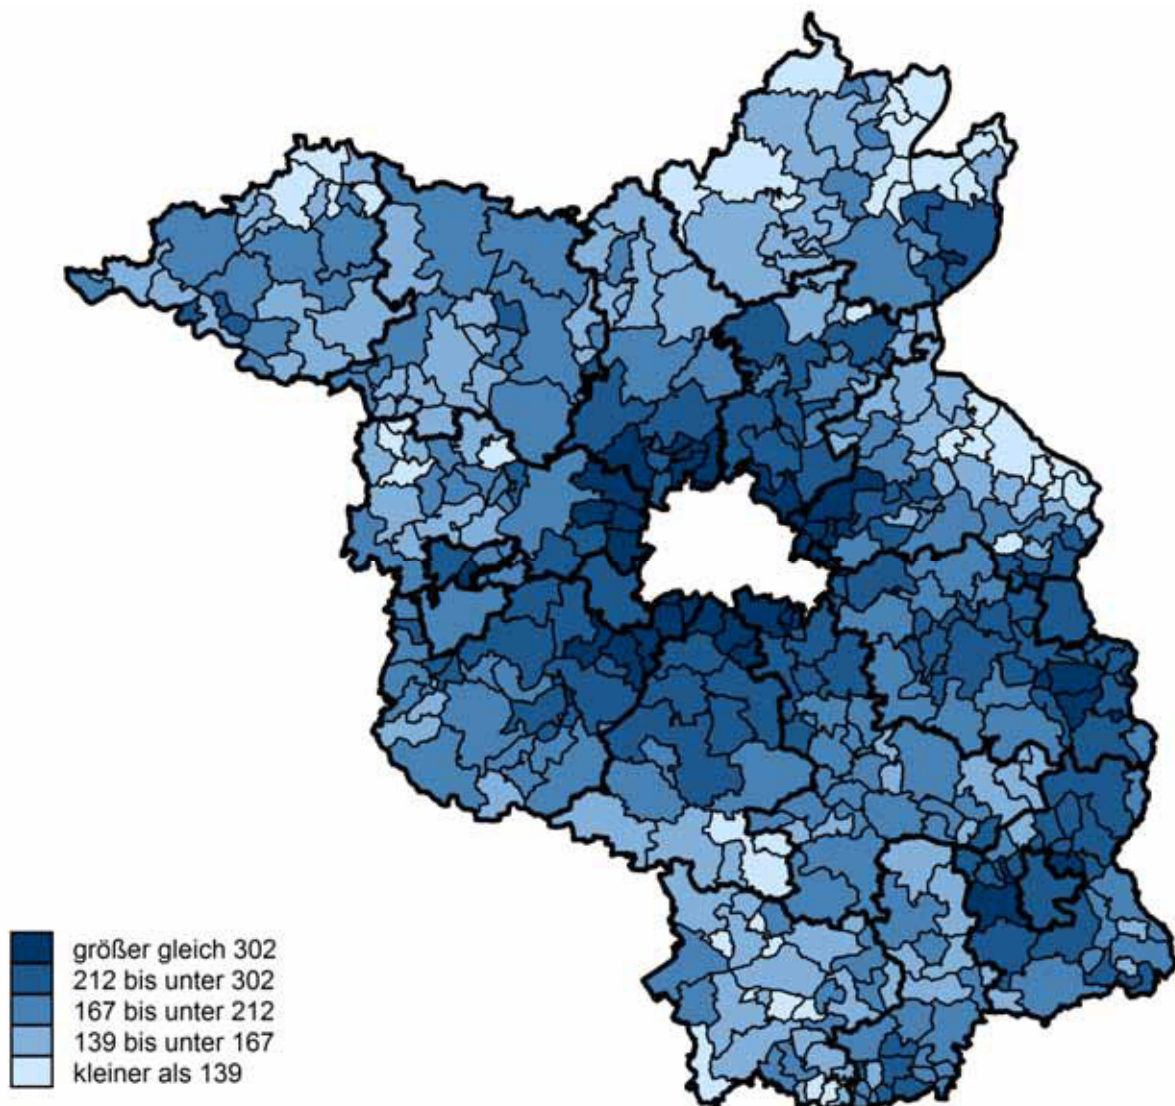 größer gleich 302
212 bis unter 302
167 bis unter 212
139 bis unter 167
kleiner als 139